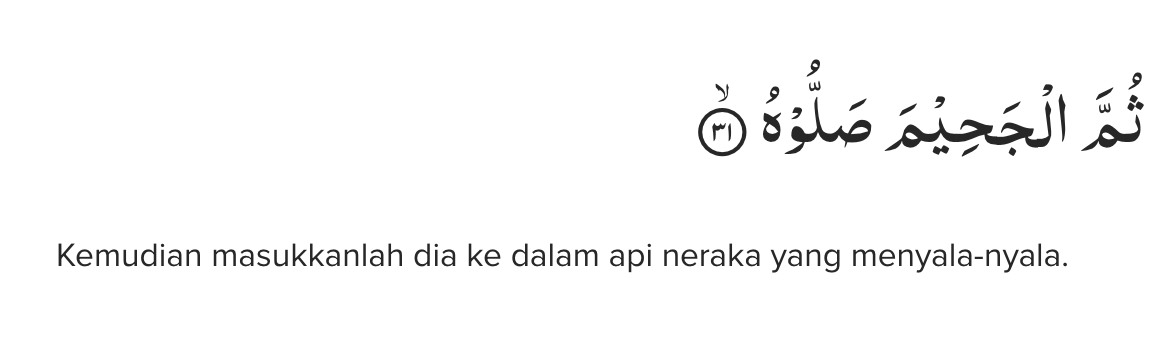 ثُمَّ الْجَحِيْمَ صَلُّوْهُ ۙ ٣١
Kemudian masukkanlah dia ke dalam api neraka yang menyala-nyala.